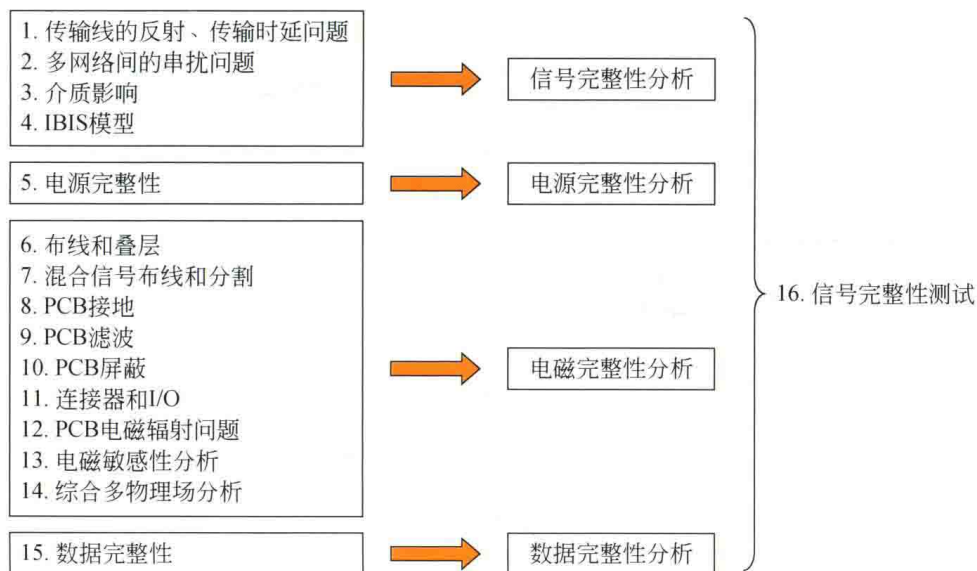 1. 传输线的反射、传输时延问题
2. 多网络间的串扰问题
3. 介质影响
4. IBIS模型
信号完整性分析
5. 电源完整性
电源完整性分析
6. 布线和叠层
7. 混合信号布线和分割
8. PCB接地
9. PCB滤波
10. PCB屏蔽
11. 连接器和I/O
12. PCB电磁辐射问题
13. 电磁敏感性分析
14. 综合多物理场分析
电磁完整性分析
15. 数据完整性
数据完整性分析
16. 信号完整性测试